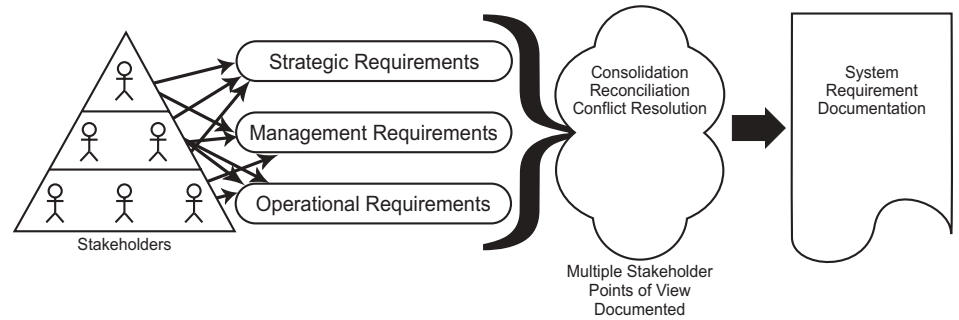 Stakeholders
Strategic Requirements
Management Requirements
Operational Requirements
Consolidation
Reconciliation
Conflict Resolution
Multiple Stakeholder
Points of View
Documented
System
Requirement
Documentation